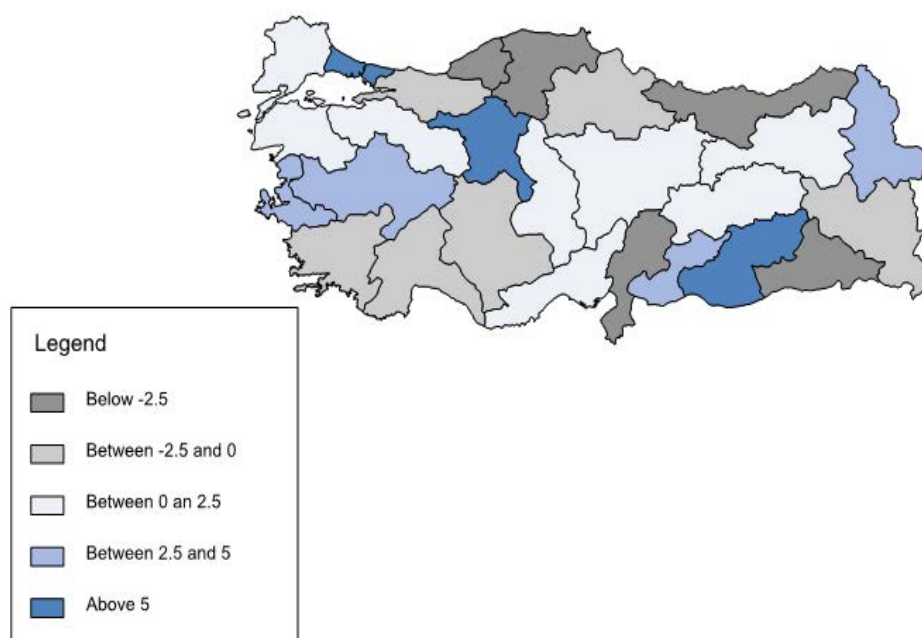 Legend
Below -2.5
Between -2.5 and 0
Between 0 an 2.5
Between 2.5 and 5
Above 5